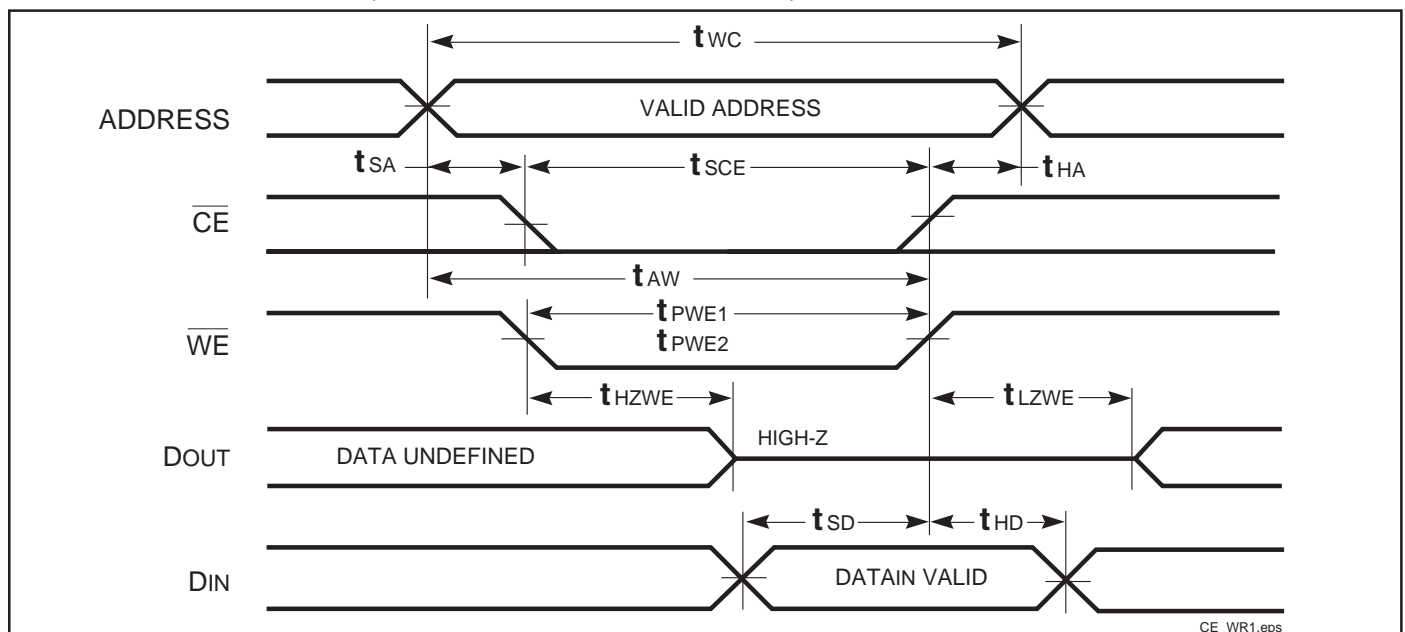 tWC
ADDRESS
VALID ADDRESS
tSA
tSCE
tHA
CE
tAW
tPWE1
WE
tPWE2
tHZWE
tLZWE
HIGH-Z
DOUT
DATA UNDEFINED
tSD
tHD
DIN
DATAIN VALID
CE_WR1.eps